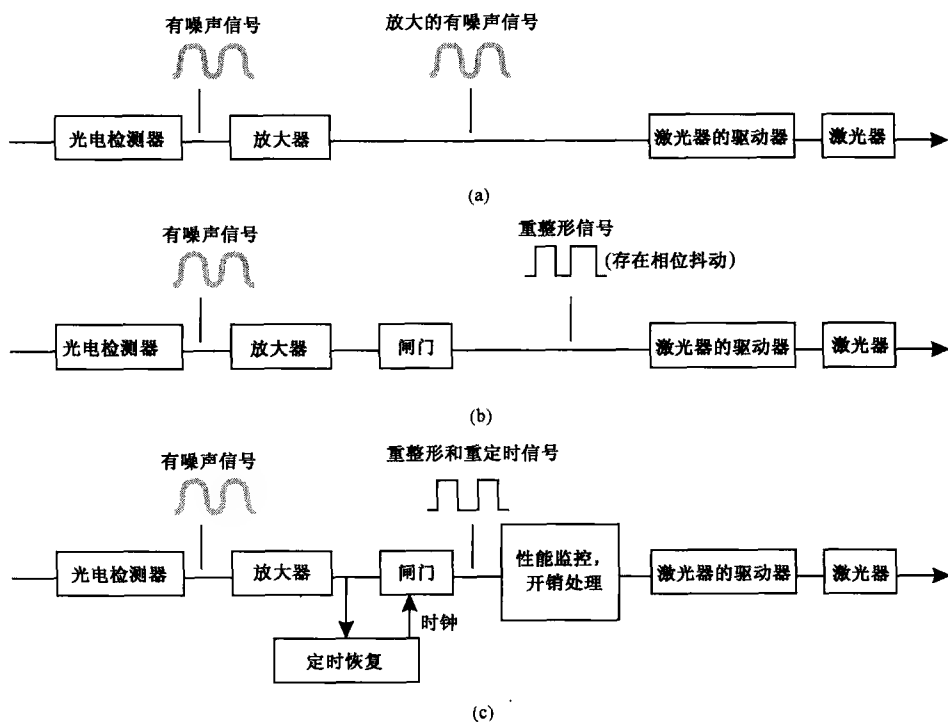 有噪声信号
放大的有噪声信号
光电检测器
放大器
激光器的驱动器
激光器
(a)
有噪声信号
重整形信号
(存在相位抖动)
光电检测器
放大器
闸门
激光器的驱动器
激光器
(b)
有噪声信号
重整形和重定时信号
光电检测器
放大器
闸门
性能监控，
开销处理
激光器的驱动器
激光器
时钟
定时恢复
(c)